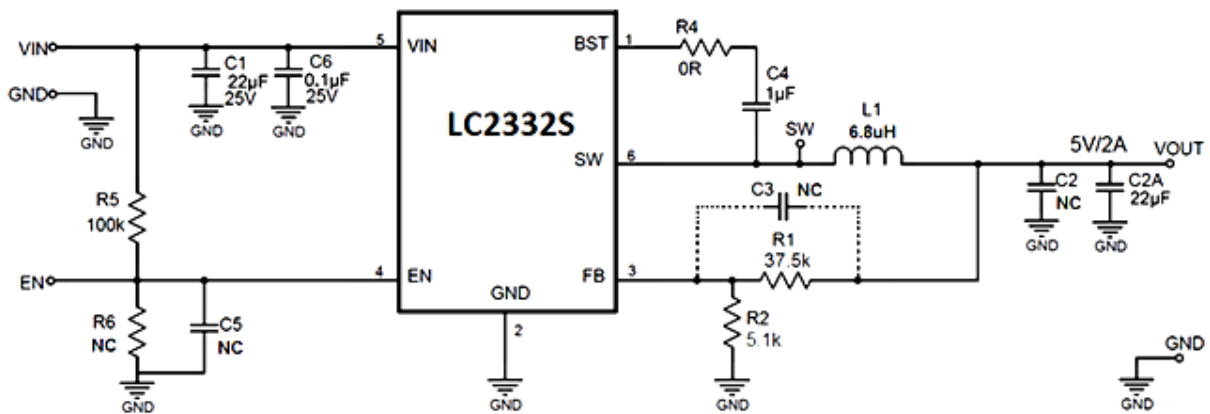 VIN
GND
GND
C1
22µF
25V
GND
C6
0.1µF
25V
GND
5
VIN
BST
1
R4
0R
C4
1µF
LC2332S
SW
6
SW
L1
6.8uH
5V/2A
VOUT
C2
NC
GND
C2A
22µF
GND
R5
100k
C3
NC
R1
37.5k
EN
4
EN
FB
3
GND
2
GND
R6
NC
C5
NC
GND
R2
5.1k
GND
GND
GND